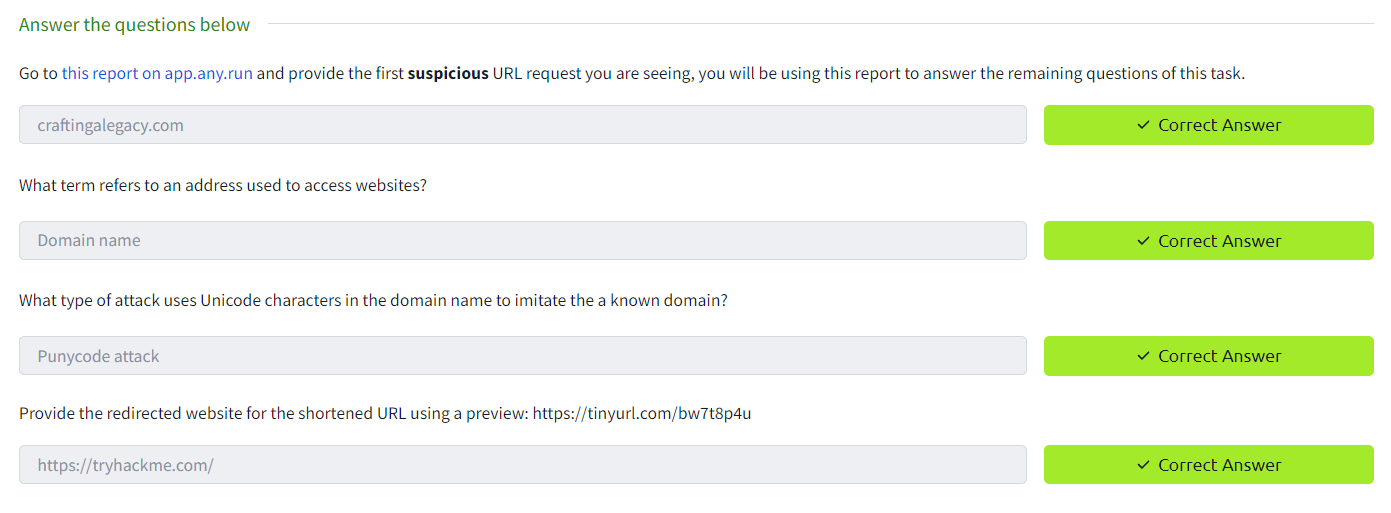 Answer the questions below
Go to this report on app.any.run and provide the first suspicious URL request you are seeing, you will be using this report to answer the remaining questions of this task.
craftingalegacy.com
✓ Correct Answer
What term refers to an address used to access websites?
Domain name
✓ Correct Answer
What type of attack uses Unicode characters in the domain name to imitate the a known domain?
Punycode attack
✓ Correct Answer
Provide the redirected website for the shortened URL using a preview: https://tinyurl.com/bw7t8p4u
https://tryhackme.com/
✓ Correct Answer